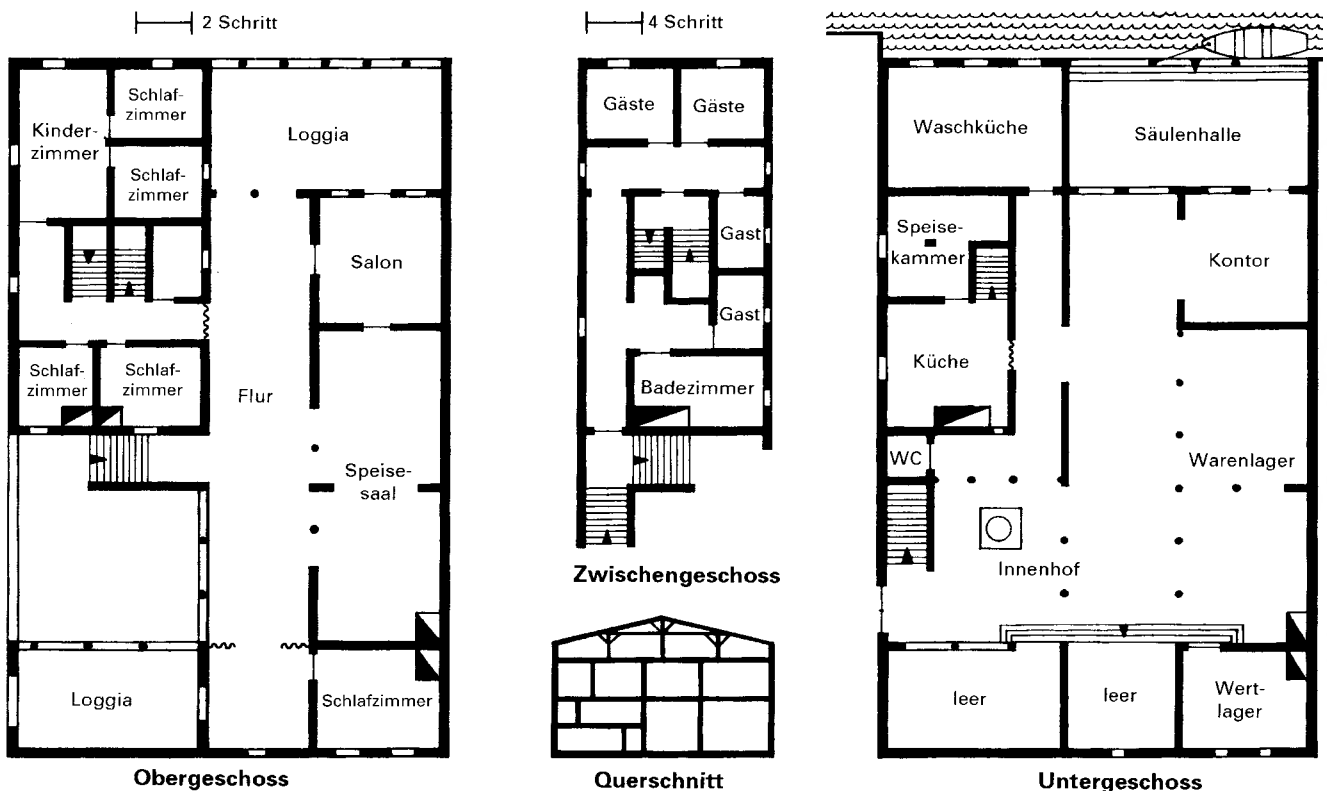 2 Schritt
4 Schritt
Kinder-
zimmer
Schlaf-
zimmer
Schlaf-
zimmer
Loggia
Salon
Schlaf-
zimmer
Schlaf-
zimmer
Flur
Speise-
saal
Loggia
Schlafzimmer
Obergeschoss
Gäste
Gäste
Gast
Gast
Badezimmer
Zwischengeschoss
Querschnitt
Waschküche
Säulenhalle
Speise-
kammer
Kontor
Küche
WC
Warenlager
Innenhof
leer
leer
Wert-
lager
Untergeschoss